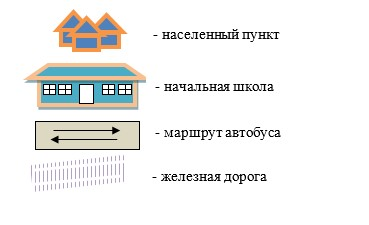 - населенный пункт
- начальная школа
- маршрут автобуса
- железная дорога